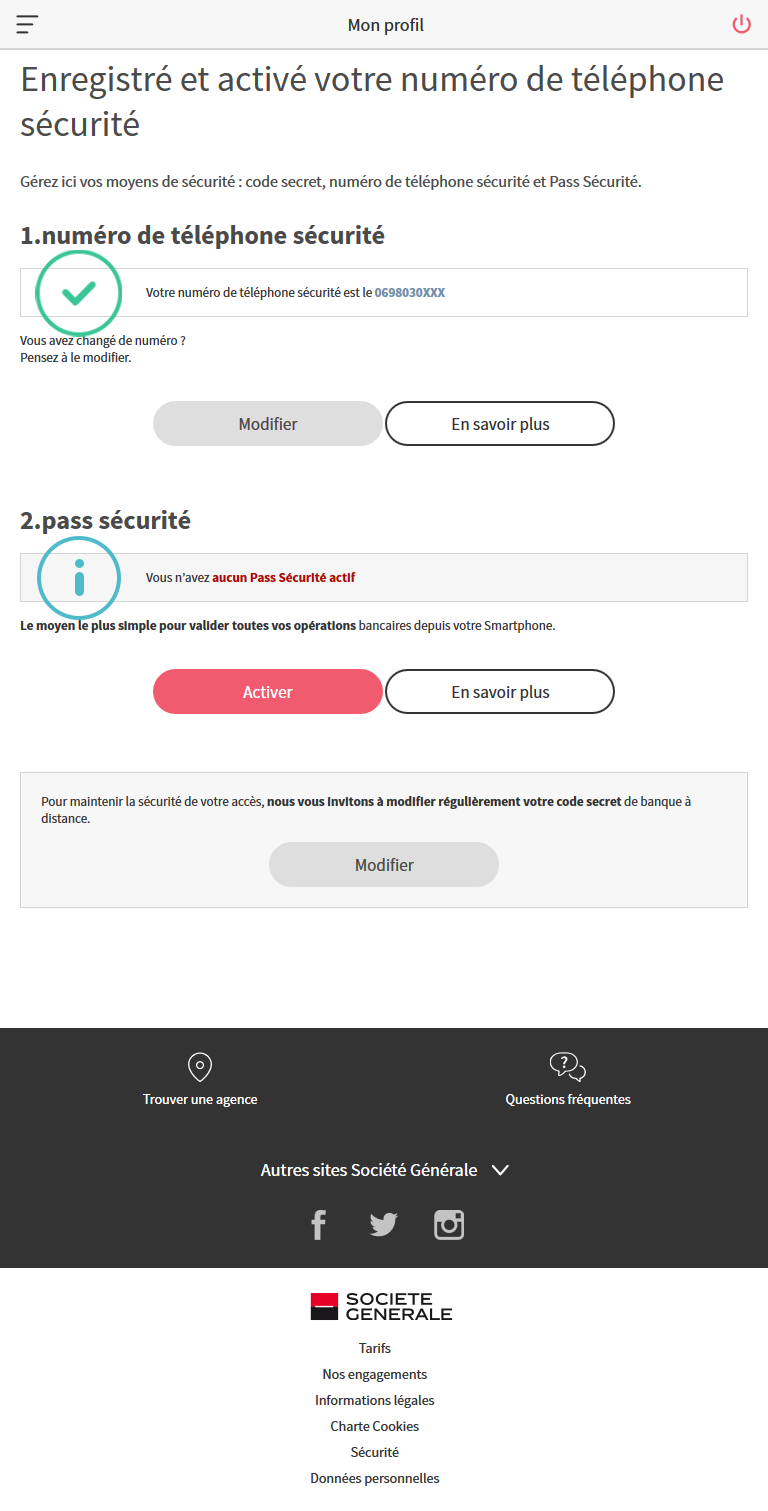 Mon profil
Enregistré et activé votre numéro de téléphone
sécurité
Gérez ici vos moyens de sécurité : code secret, numéro de téléphone sécurité et Pass Sécurité.
1.numéro de téléphone sécurité
Votre numéro de téléphone sécurité est le 0698030XXX
Vous avez changé de numéro ?
Pensez à le modifier.
Modifier En savoir plus
2.pass sécurité
Vous n’avez aucun Pass Sécurité actif
Le moyen le plus simple pour valider toutes vos opérations bancaires depuis votre Smartphone.
Activer En savoir plus
Pour maintenir la sécurité de votre accès, nous vous invitons à modifier régulièrement votre code secret de banque à
distance.
Modifier
Trouver une agence Questions fréquentes
Autres sites Société Générale
SOCIETE
GENERALE
Tarifs
Nos engagements
Informations légales
Charte Cookies
Sécurité
Données personnelles